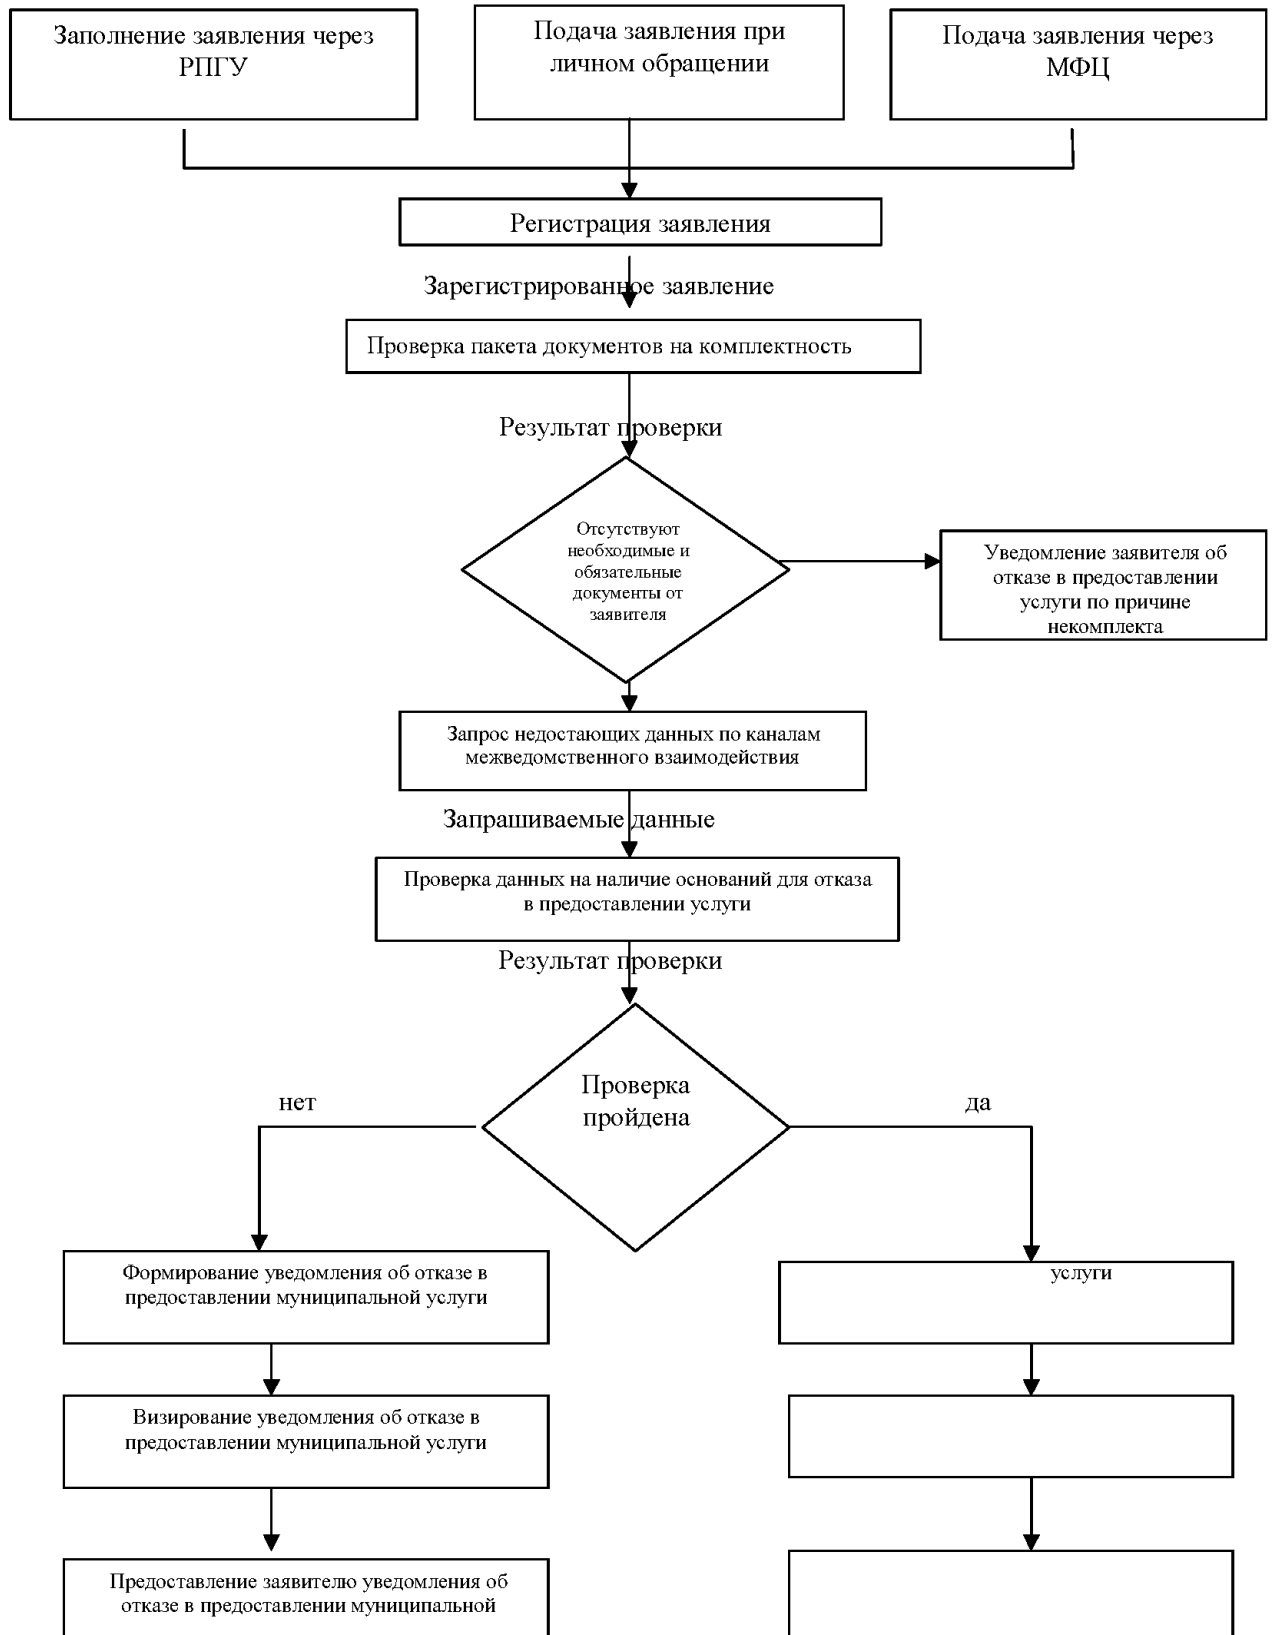 Заполнение заявления через
РПГУ
Подача заявления при
личном обращении
Подача заявления через
МФЦ
Регистрация заявления
Зарегистрированное заявление
Проверка пакета документов на комплектность
Результат проверки
Отсутствуют
необходимые и
обязательные
документы от
заявителя
Уведомление заявителя об
отказе в предоставлении
услуги по причине
некомплекта
Запрос недостающих данных по каналам
межведомственного взаимодействия
Запрашиваемые данные
Проверка данных на наличие оснований для отказа
в предоставлении услуги
Результат проверки
Проверка
пройдена
нет
да
Формирование уведомления об отказе в
предоставлении муниципальной услуги
услуги
Визирование уведомления об отказе в
предоставлении муниципальной услуги
Предоставление заявителю уведомления об
отказе в предоставлении муниципальной